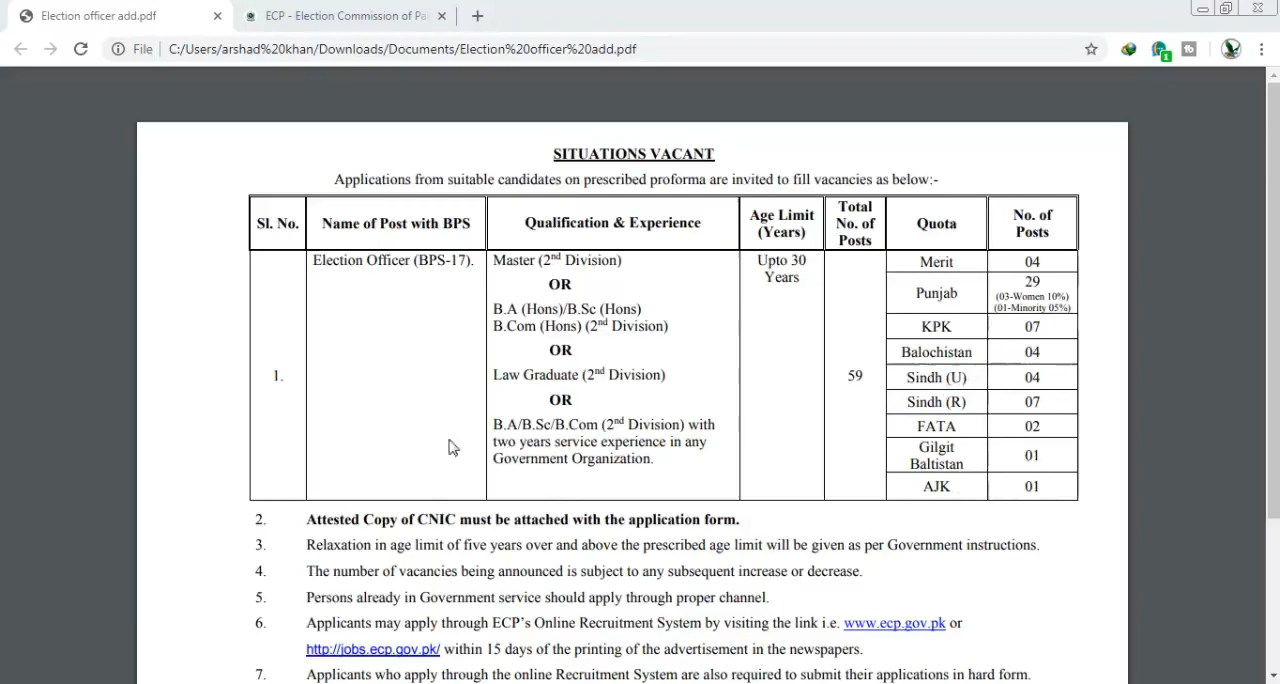 Election officer add.pdf
ECP - Election Commission of Pa
File
C:/Users/arshad%20khan/Downloads/Documents/Election%20officer%20add.pdf
1
SITUATIONS VACANT
Applications from suitable candidates on prescribed proforma are invited to fill vacancies as below:-
Sl. No. Name of Post with BPS Qualification & Experience Age Limit (Years) Total No. of Posts Quota No. of Posts
1.
Election Officer (BPS-17).
Master (2nd Division)
OR
B.A (Hons)/B.Sc (Hons)
B.Com (Hons) (2nd Division)
OR
Law Graduate (2nd Division)
OR
B.A/B.Sc/B.Com (2nd Division) with
two years service experience in any
Government Organization.
Upto 30
Years
59
Merit 04
Punjab 29
(03-Women 10%)
(01-Minority 05%)
KPK 07
Balochistan 04
Sindh (U) 04
Sindh (R) 07
FATA 02
Gilgit Baltistan 01
AJK 01
2. Attested Copy of CNIC must be attached with the application form.
3. Relaxation in age limit of five years over and above the prescribed age limit will be given as per Government instructions.
4. The number of vacancies being announced is subject to any subsequent increase or decrease.
5. Persons already in Government service should apply through proper channel.
6. Applicants may apply through ECP's Online Recruitment System by visiting the link i.e. www.ecp.gov.pk or
http://jobs.ecp.gov.pk/ within 15 days of the printing of the advertisement in the newspapers.
7. Applicants who apply through the online Recruitment System are also required to submit their applications in hard form.